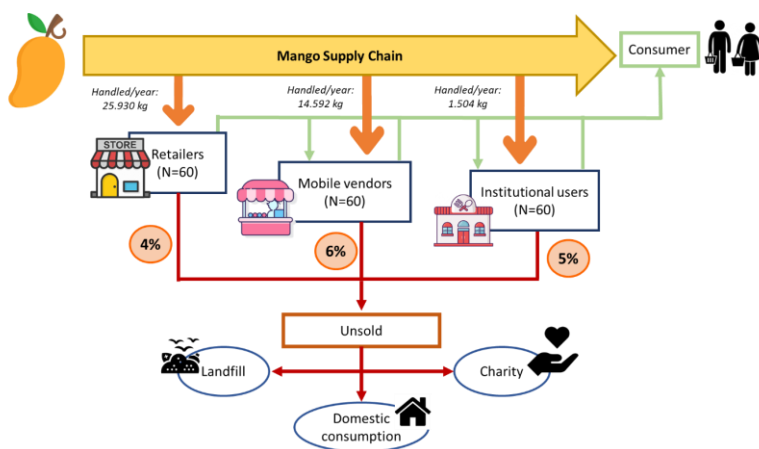 Mango Supply Chain
Consumer
Handled/year:
25.930 kg
Handled/year:
14.592 kg
Handled/year:
1.504 kg
STORE
Retailers
(N=60)
Mobile vendors
(N=60)
Institutional users
(N=60)
4%
6%
5%
Unsold
Landfill
Charity
Domestic
consumption